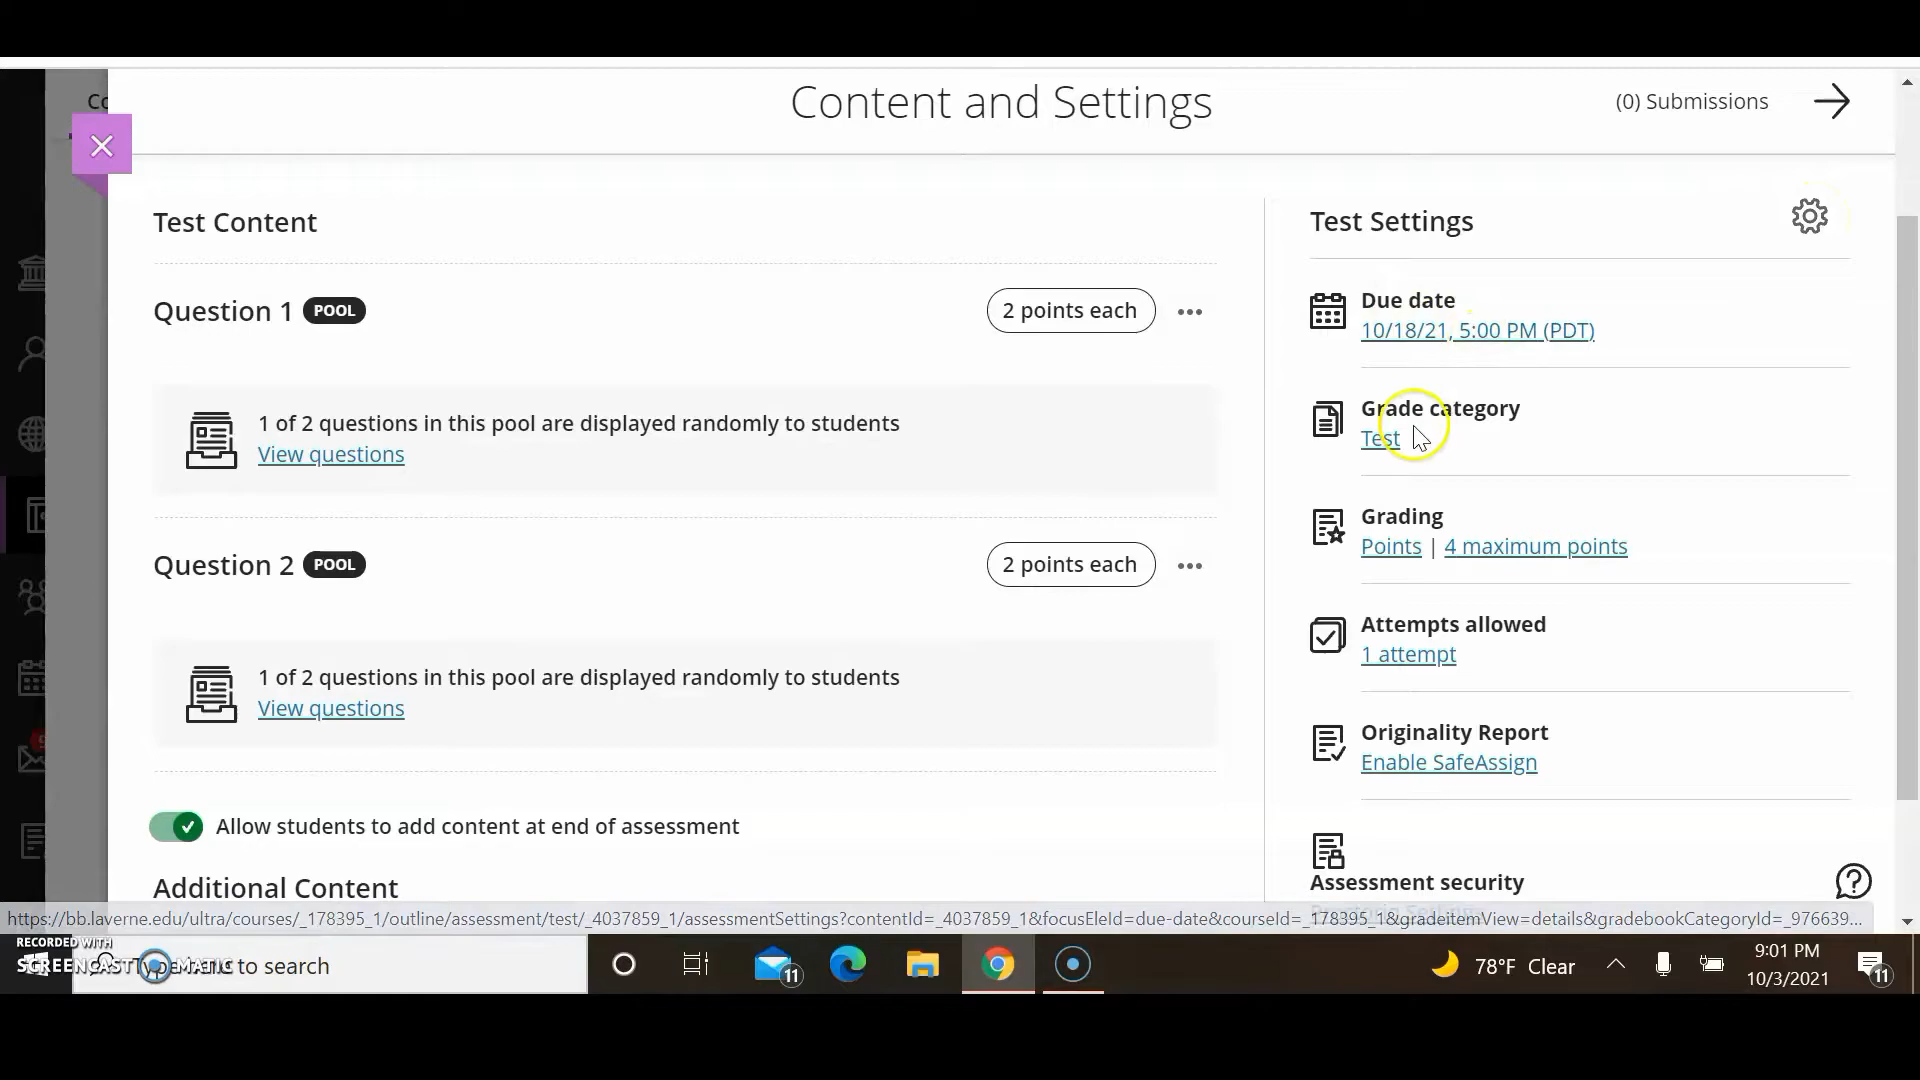 Content and Settings
(0) Submissions
Co
Test Content
Question 1 POOL
2 points each
1 of 2 questions in this pool are displayed randomly to students
View questions
Question 2 POOL
2 points each
1 of 2 questions in this pool are displayed randomly to students
View questions
Allow students to add content at end of assessment
Additional Content
Test Settings
Due date
10/18/21, 5:00 PM (PDT)
Grade category
Test
Grading
Points | 4 maximum points
Attempts allowed
1 attempt
Originality Report
Enable SafeAssign
Assessment security
https://bb.laverne.edu/ultra/courses/_178395_1/outline/assessment/test/_4037859_1/assessmentSettings?contentId=_4037859_1&focusEleId=due-date&courseId=_178395_1&gradeitemView=details&gradebookCategoryId=_976639...
RECORDED WITH
SCREENCAST MATIC
Type here to search
11
78°F Clear
9:01 PM
10/3/2021
11